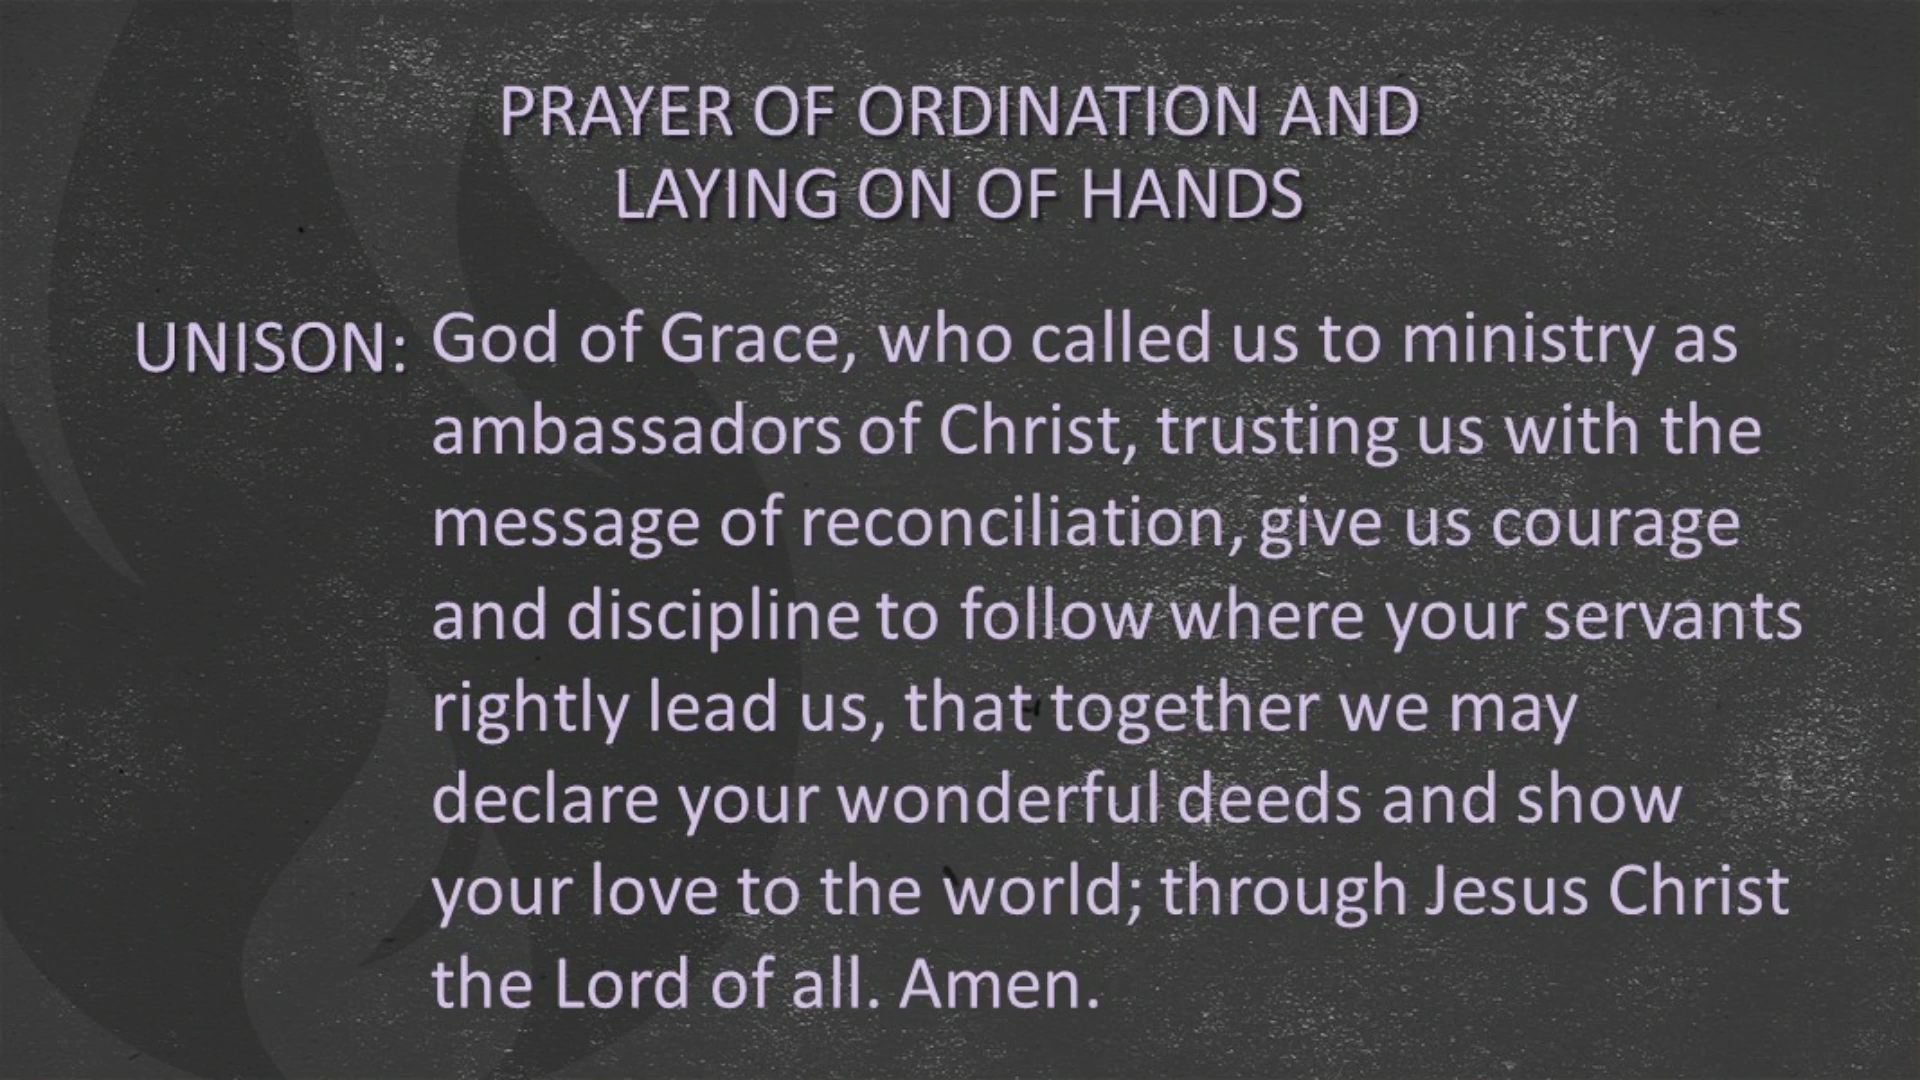 PRAYER OF ORDINATION AND
LAYING ON OF HANDS
UNISON: God of Grace, who called us to ministry as
ambassadors of Christ, trusting us with the
message of reconciliation, give us courage
and discipline to follow where your servants
rightly lead us, that together we may
declare your wonderful deeds and show
your love to the world; through Jesus Christ
the Lord of all. Amen.